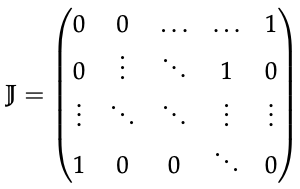 𝕁 = ( 0 0 … … 1
0 ⋮ ⋱ 1 0
⋮ ⋱ ⋱ ⋮ ⋮
1 0 0 ⋱ 0 )